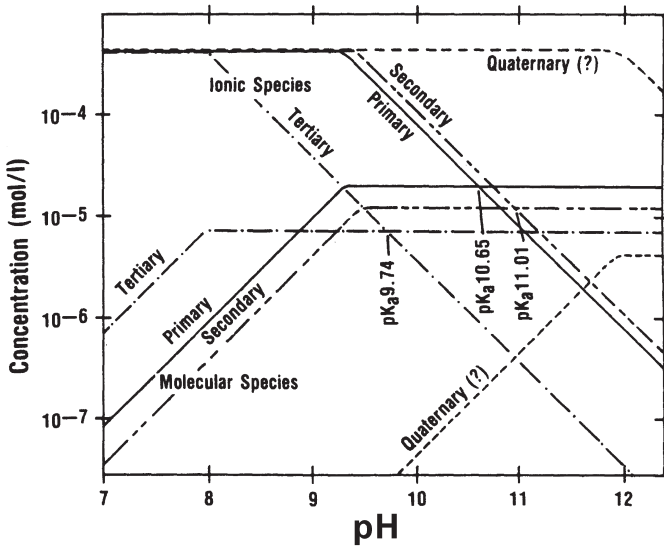 Concentration (mol/l)
10⁻⁴
10⁻⁵
10⁻⁶
10⁻⁷
Quaternary (?)
Ionic Species
Secondary
Primary
Tertiary
Tertiary
Primary
Secondary
Molecular Species
pKa9.74
pKa10.65
pKa11.01
Quaternary (?)
7 8 9 10 11 12
pH